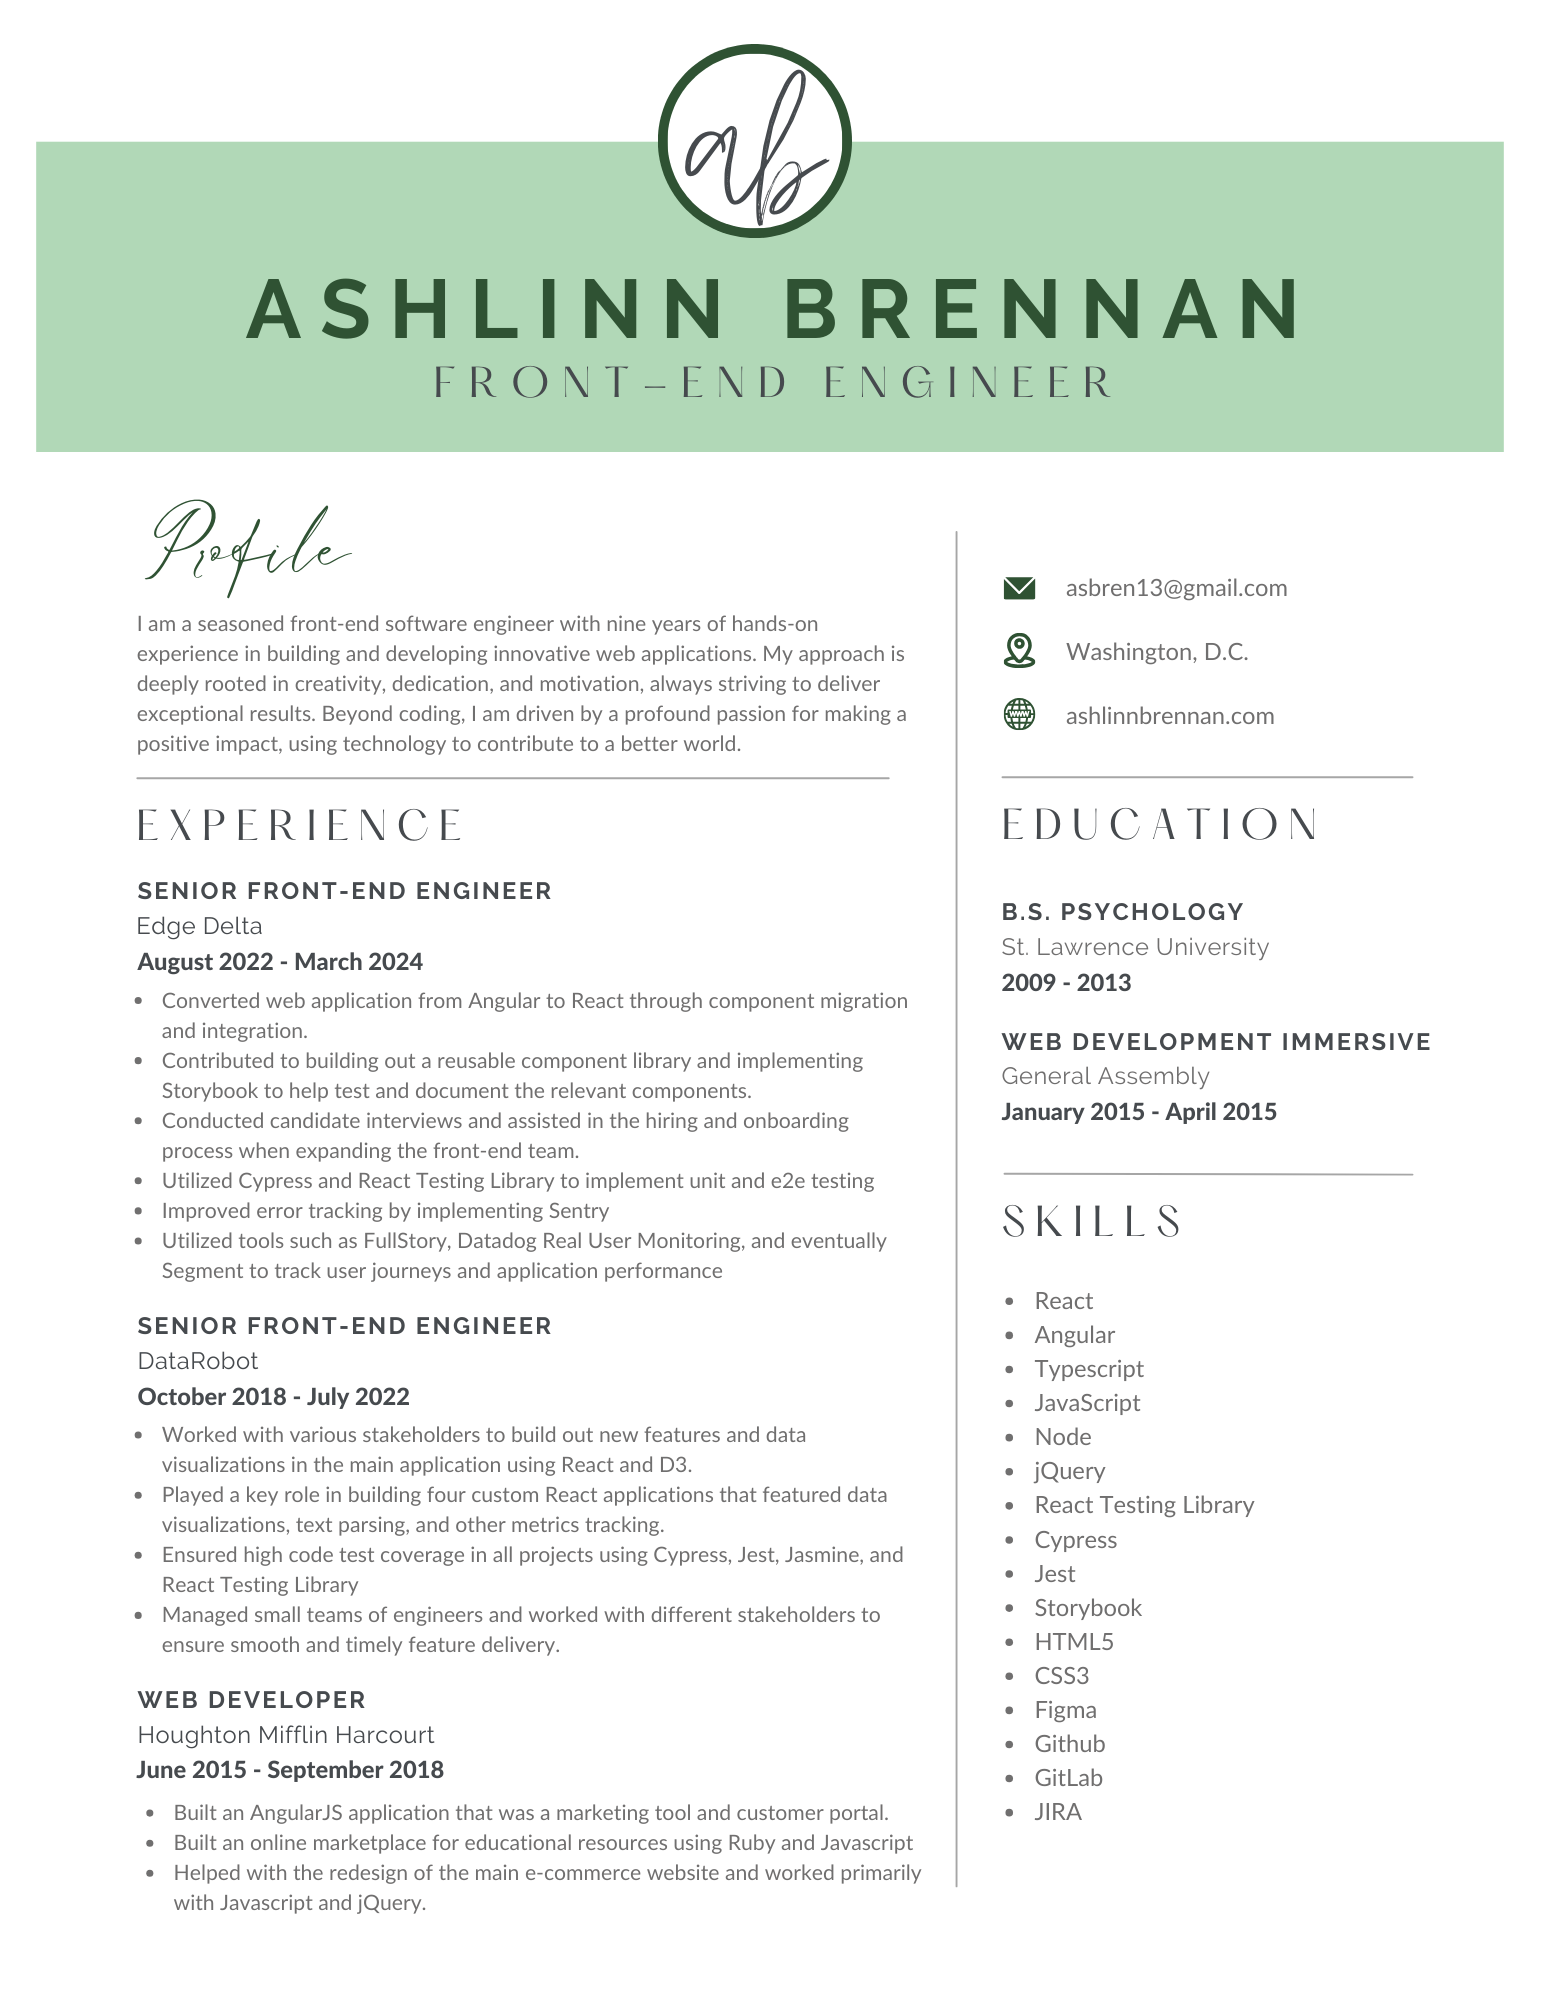 ab
ASHLINN BRENNAN
FRONT-END ENGINEER
Profile
I am a seasoned front-end software engineer with nine years of hands-on
experience in building and developing innovative web applications. My approach is
deeply rooted in creativity, dedication, and motivation, always striving to deliver
exceptional results. Beyond coding, I am driven by a profound passion for making a
positive impact, using technology to contribute to a better world.
EXPERIENCE
SENIOR FRONT-END ENGINEER
Edge Delta
August 2022 - March 2024
• Converted web application from Angular to React through component migration
and integration.
• Contributed to building out a reusable component library and implementing
Storybook to help test and document the relevant components.
• Conducted candidate interviews and assisted in the hiring and onboarding
process when expanding the front-end team.
• Utilized Cypress and React Testing Library to implement unit and e2e testing
• Improved error tracking by implementing Sentry
• Utilized tools such as FullStory, Datadog Real User Monitoring, and eventually
Segment to track user journeys and application performance
SENIOR FRONT-END ENGINEER
DataRobot
October 2018 - July 2022
• Worked with various stakeholders to build out new features and data
visualizations in the main application using React and D3.
• Played a key role in building four custom React applications that featured data
visualizations, text parsing, and other metrics tracking.
• Ensured high code test coverage in all projects using Cypress, Jest, Jasmine, and
React Testing Library
• Managed small teams of engineers and worked with different stakeholders to
ensure smooth and timely feature delivery.
WEB DEVELOPER
Houghton Mifflin Harcourt
June 2015 - September 2018
• Built an AngularJS application that was a marketing tool and customer portal.
• Built an online marketplace for educational resources using Ruby and Javascript
• Helped with the redesign of the main e-commerce website and worked primarily
with Javascript and jQuery.
asbren13@gmail.com
Washington, D.C.
ashlinnbrennan.com
EDUCATION
B.S. PSYCHOLOGY
St. Lawrence University
2009 - 2013
WEB DEVELOPMENT IMMERSIVE
General Assembly
January 2015 - April 2015
SKILLS
• React
• Angular
• Typescript
• JavaScript
• Node
• jQuery
• React Testing Library
• Cypress
• Jest
• Storybook
• HTML5
• CSS3
• Figma
• Github
• GitLab
• JIRA